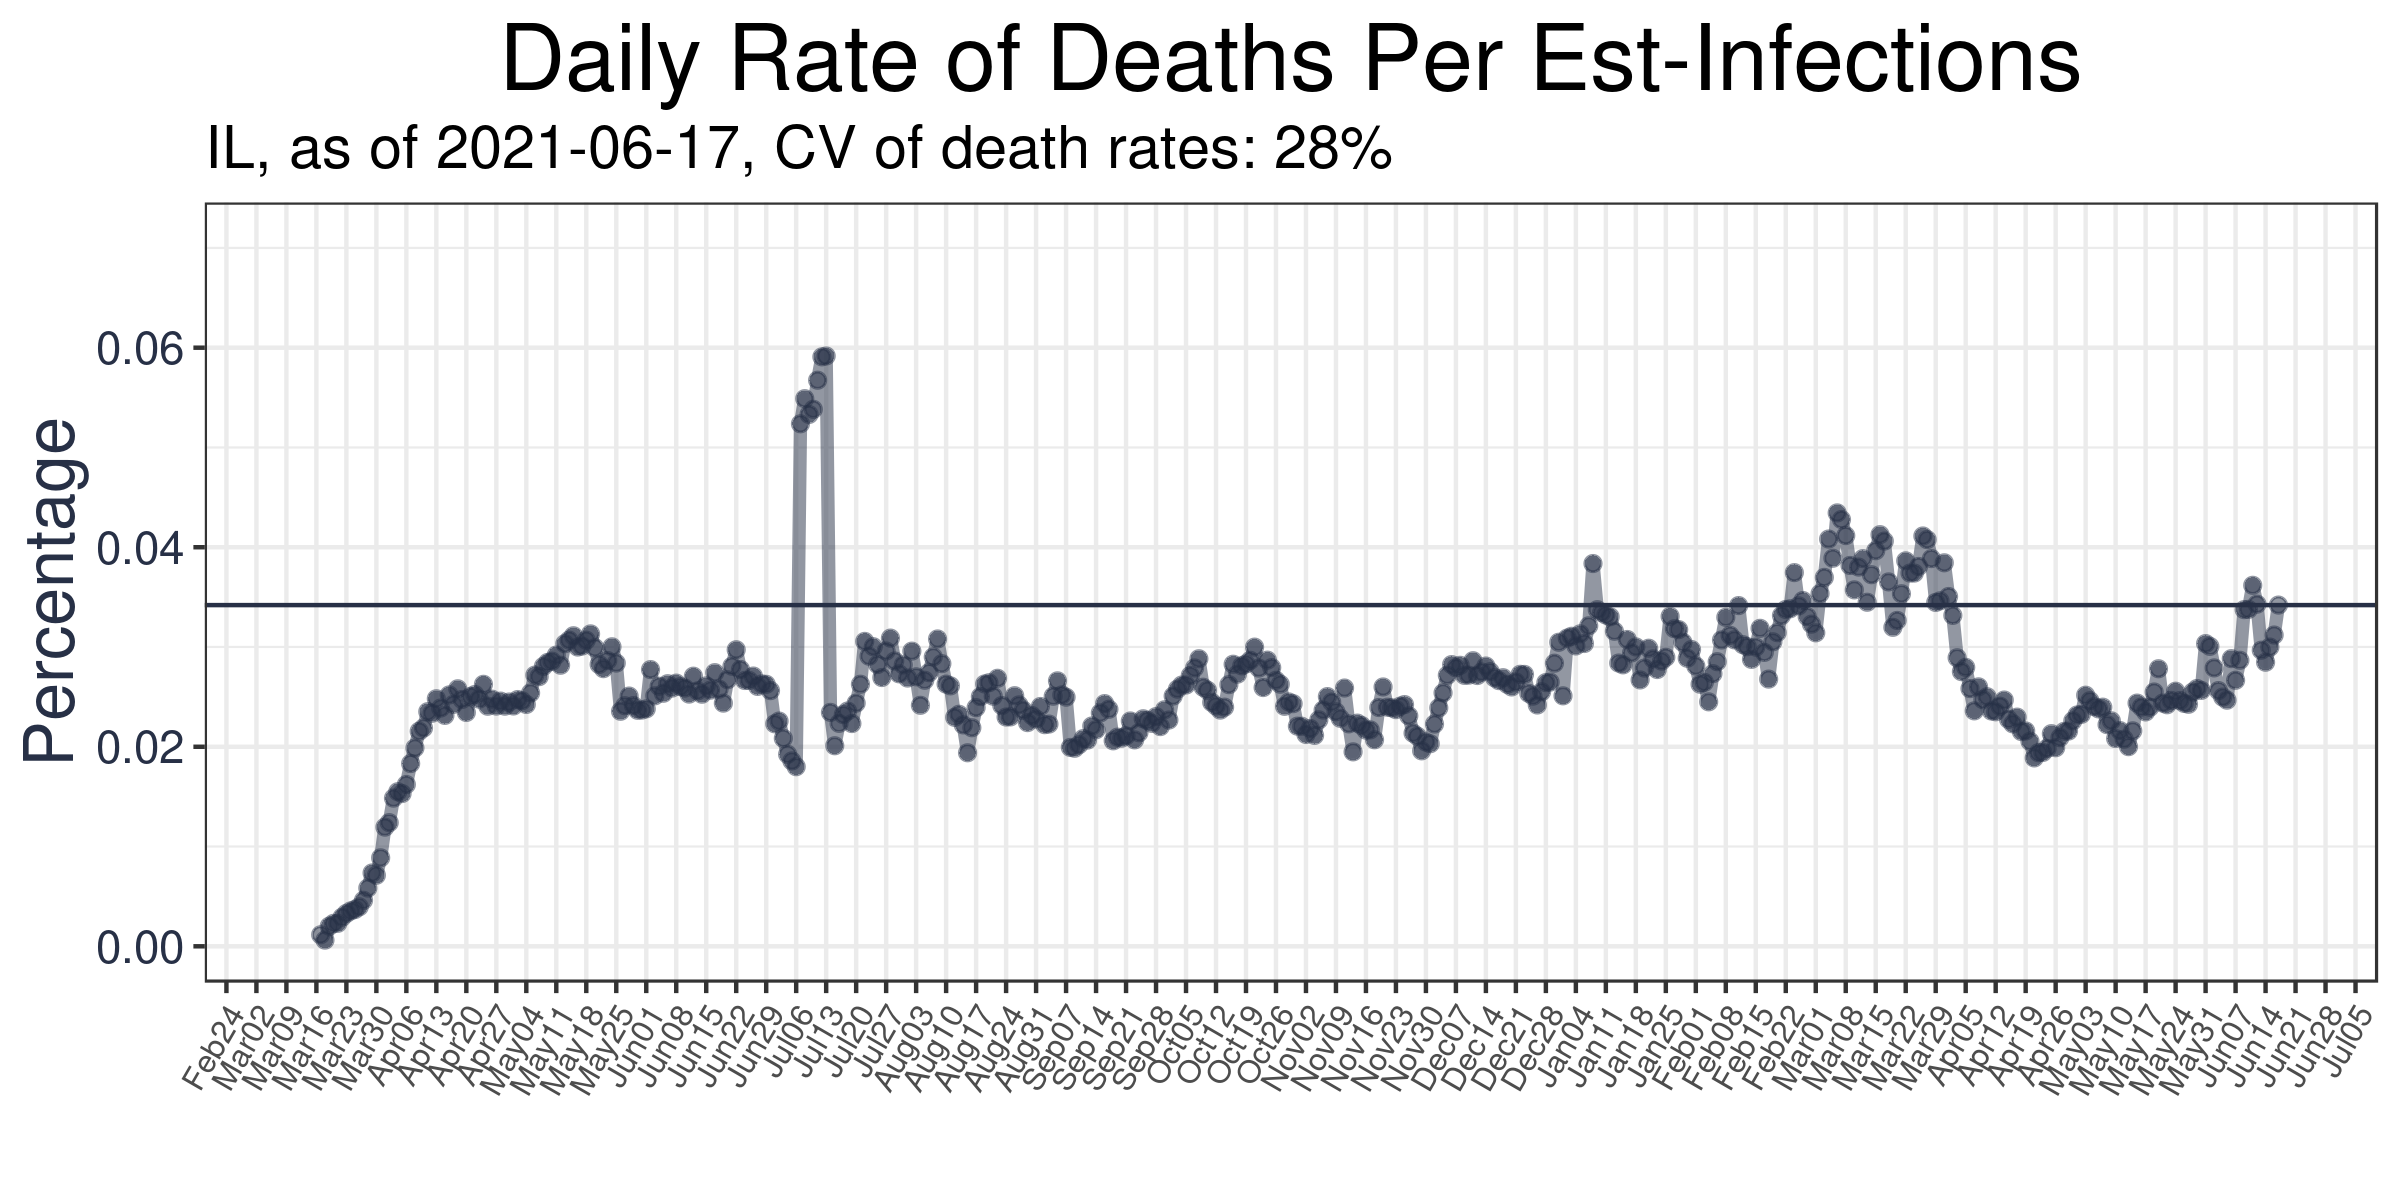 Daily Rate of Deaths Per Est-Infections
IL, as of 2021-06-17, CV of death rates: 28%
Percentage
0.06
0.04
0.02
0.00
Feb24
Mar02
Mar09
Mar16
Mar23
Mar30
Apr06
Apr13
Apr20
Apr27
May04
May11
May18
May25
Jun01
Jun08
Jun15
Jun22
Jun29
Jul06
Jul13
Jul20
Jul27
Aug03
Aug10
Aug17
Aug24
Aug31
Sep07
Sep14
Sep21
Sep28
Oct05
Oct12
Oct19
Oct26
Nov02
Nov09
Nov16
Nov23
Nov30
Dec07
Dec14
Dec21
Dec28
Jan04
Jan11
Jan18
Jan25
Feb01
Feb08
Feb15
Feb22
Mar01
Mar08
Mar15
Mar22
Mar29
Apr05
Apr12
Apr19
Apr26
May03
May10
May17
May24
May31
Jun07
Jun14
Jun21
Jun28
Jul05